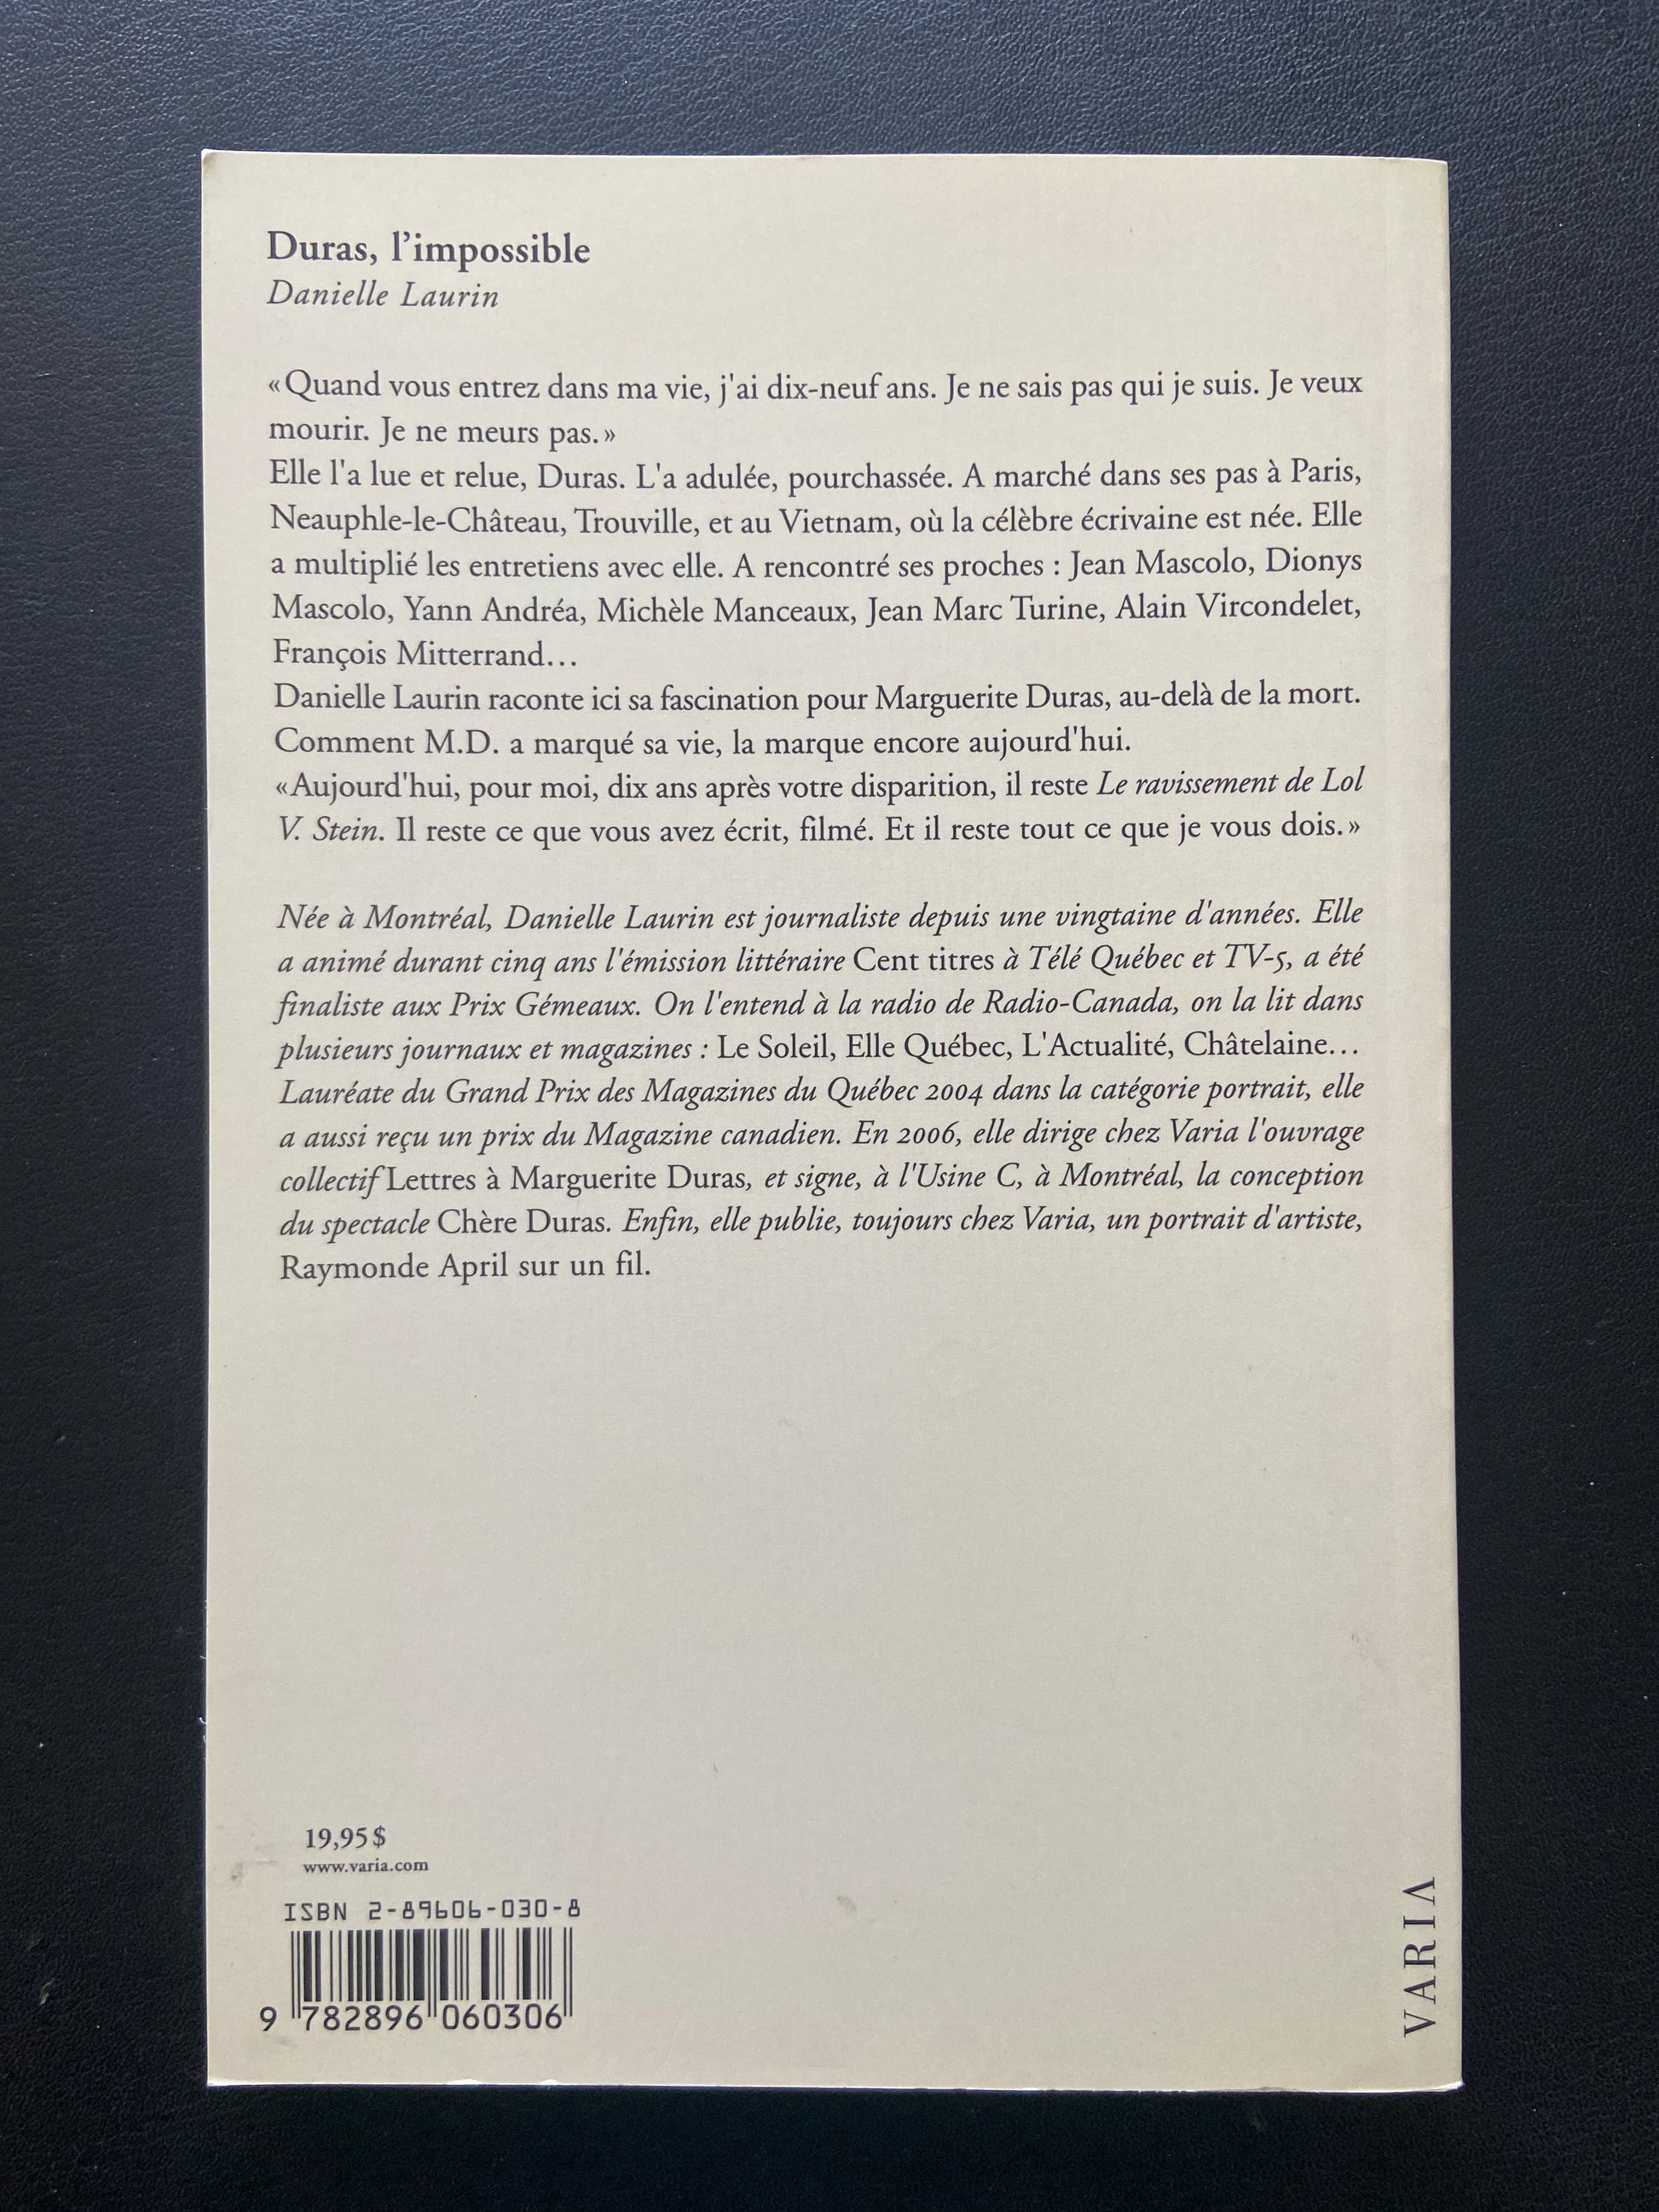 Duras, l’impossible
Danielle Laurin
«Quand vous entrez dans ma vie, j'ai dix-neuf ans. Je ne sais pas qui je suis. Je veux
mourir. Je ne meurs pas.»
Elle l'a lue et relue, Duras. L'a adulée, pourchassée. A marché dans ses pas à Paris,
Neauphle-le-Château, Trouville, et au Vietnam, où la célèbre écrivaine est née. Elle
a multiplié les entretiens avec elle. A rencontré ses proches : Jean Mascolo, Dionys
Mascolo, Yann Andréa, Michèle Manceaux, Jean Marc Turine, Alain Vircondelet,
François Mitterrand…
Danielle Laurin raconte ici sa fascination pour Marguerite Duras, au-delà de la mort.
Comment M.D. a marqué sa vie, la marque encore aujourd'hui.
«Aujourd'hui, pour moi, dix ans après votre disparition, il reste Le ravissement de Lol
V. Stein. Il reste ce que vous avez écrit, filmé. Et il reste tout ce que je vous dois.»
Née à Montréal, Danielle Laurin est journaliste depuis une vingtaine d'années. Elle
a animé durant cinq ans l'émission littéraire Cent titres à Télé Québec et TV-5, a été
finaliste aux Prix Gémeaux. On l'entend à la radio de Radio-Canada, on la lit dans
plusieurs journaux et magazines : Le Soleil, Elle Québec, L'Actualité, Châtelaine…
Lauréate du Grand Prix des Magazines du Québec 2004 dans la catégorie portrait, elle
a aussi reçu un prix du Magazine canadien. En 2006, elle dirige chez Varia l'ouvrage
collectif Lettres à Marguerite Duras, et signe, à l'Usine C, à Montréal, la conception
du spectacle Chère Duras. Enfin, elle publie, toujours chez Varia, un portrait d'artiste,
Raymonde April sur un fil.
19,95$
www.varia.com
ISBN 2-89606-030-8
9 782896 060306
VARIA